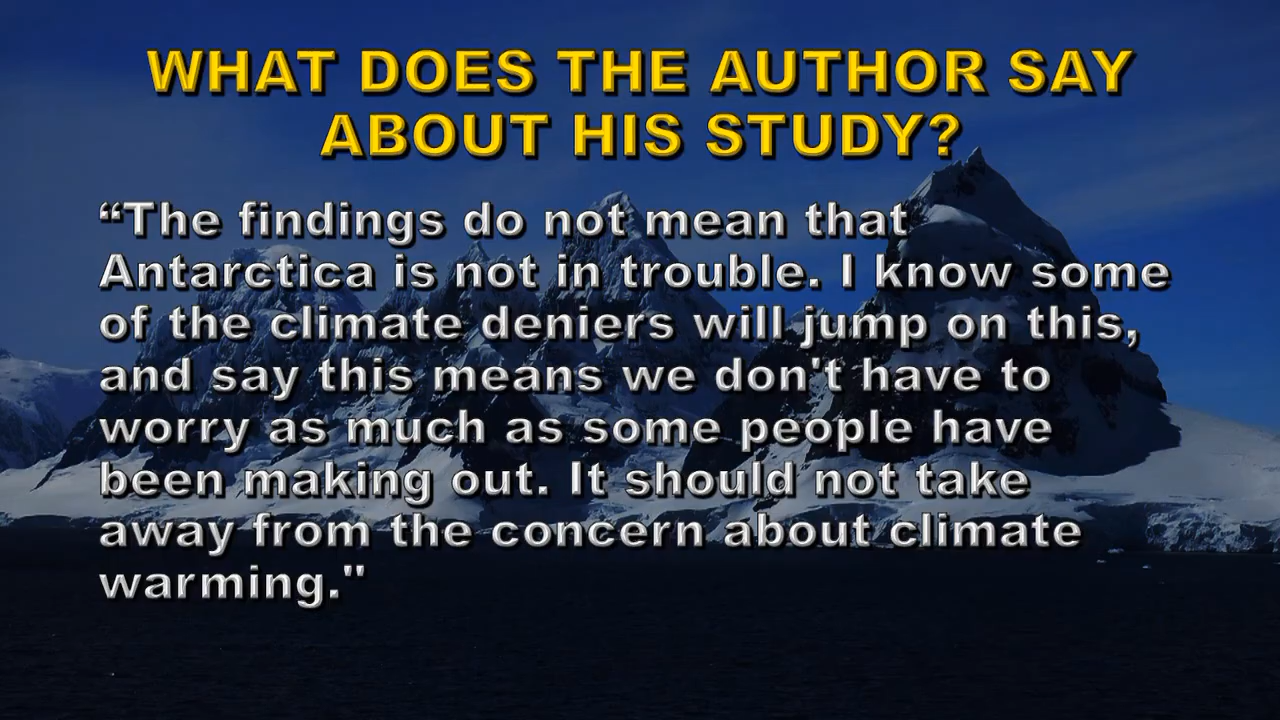 WHAT DOES THE AUTHOR SAY
ABOUT HIS STUDY?
“The findings do not mean that
Antarctica is not in trouble. I know some
of the climate deniers will jump on this,
and say this means we don't have to
worry as much as some people have
been making out. It should not take
away from the concern about climate
warming."